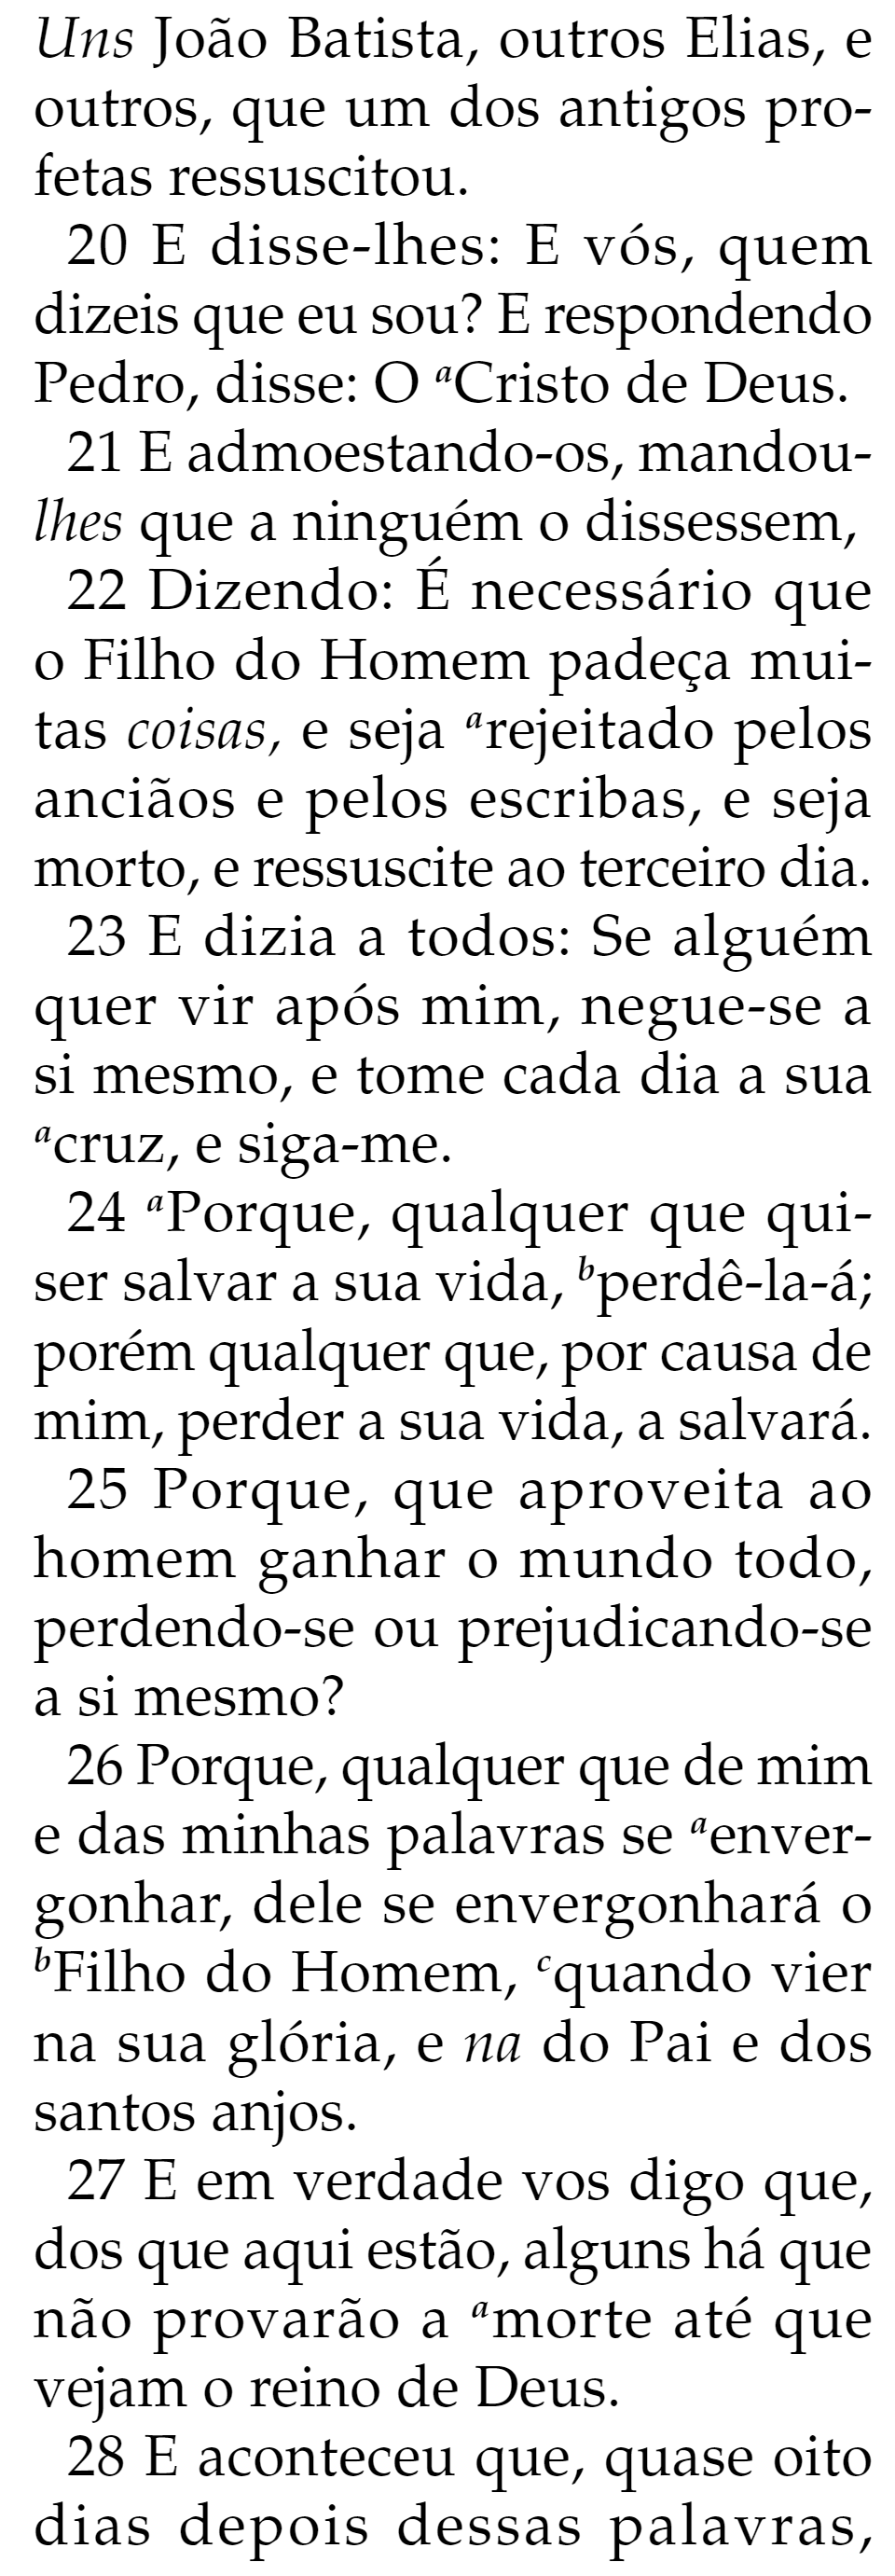 Uns João Batista, outros Elias, e
outros, que um dos antigos pro-
fetas ressuscitou.
20 E disse-lhes: E vós, quem
dizeis que eu sou? E respondendo
Pedro, disse: O ᵃCristo de Deus.
21 E admoestando-os, mandou-
lhes que a ninguém o dissessem,
22 Dizendo: É necessário que
o Filho do Homem padeça mui-
tas coisas, e seja ᵃrejeitado pelos
anciãos e pelos escribas, e seja
morto, e ressuscite ao terceiro dia.
23 E dizia a todos: Se alguém
quer vir após mim, negue-se a
si mesmo, e tome cada dia a sua
ᵃcruz, e siga-me.
24 ᵃPorque, qualquer que qui-
ser salvar a sua vida, ᵇperdê-la-á;
porém qualquer que, por causa de
mim, perder a sua vida, a salvará.
25 Porque, que aproveita ao
homem ganhar o mundo todo,
perdendo-se ou prejudicando-se
a si mesmo?
26 Porque, qualquer que de mim
e das minhas palavras se ᵃenver-
gonhar, dele se envergonhará o
ᵇFilho do Homem, ᶜquando vier
na sua glória, e na do Pai e dos
santos anjos.
27 E em verdade vos digo que,
dos que aqui estão, alguns há que
não provarão a ᵃmorte até que
vejam o reino de Deus.
28 E aconteceu que, quase oito
dias depois dessas palavras,